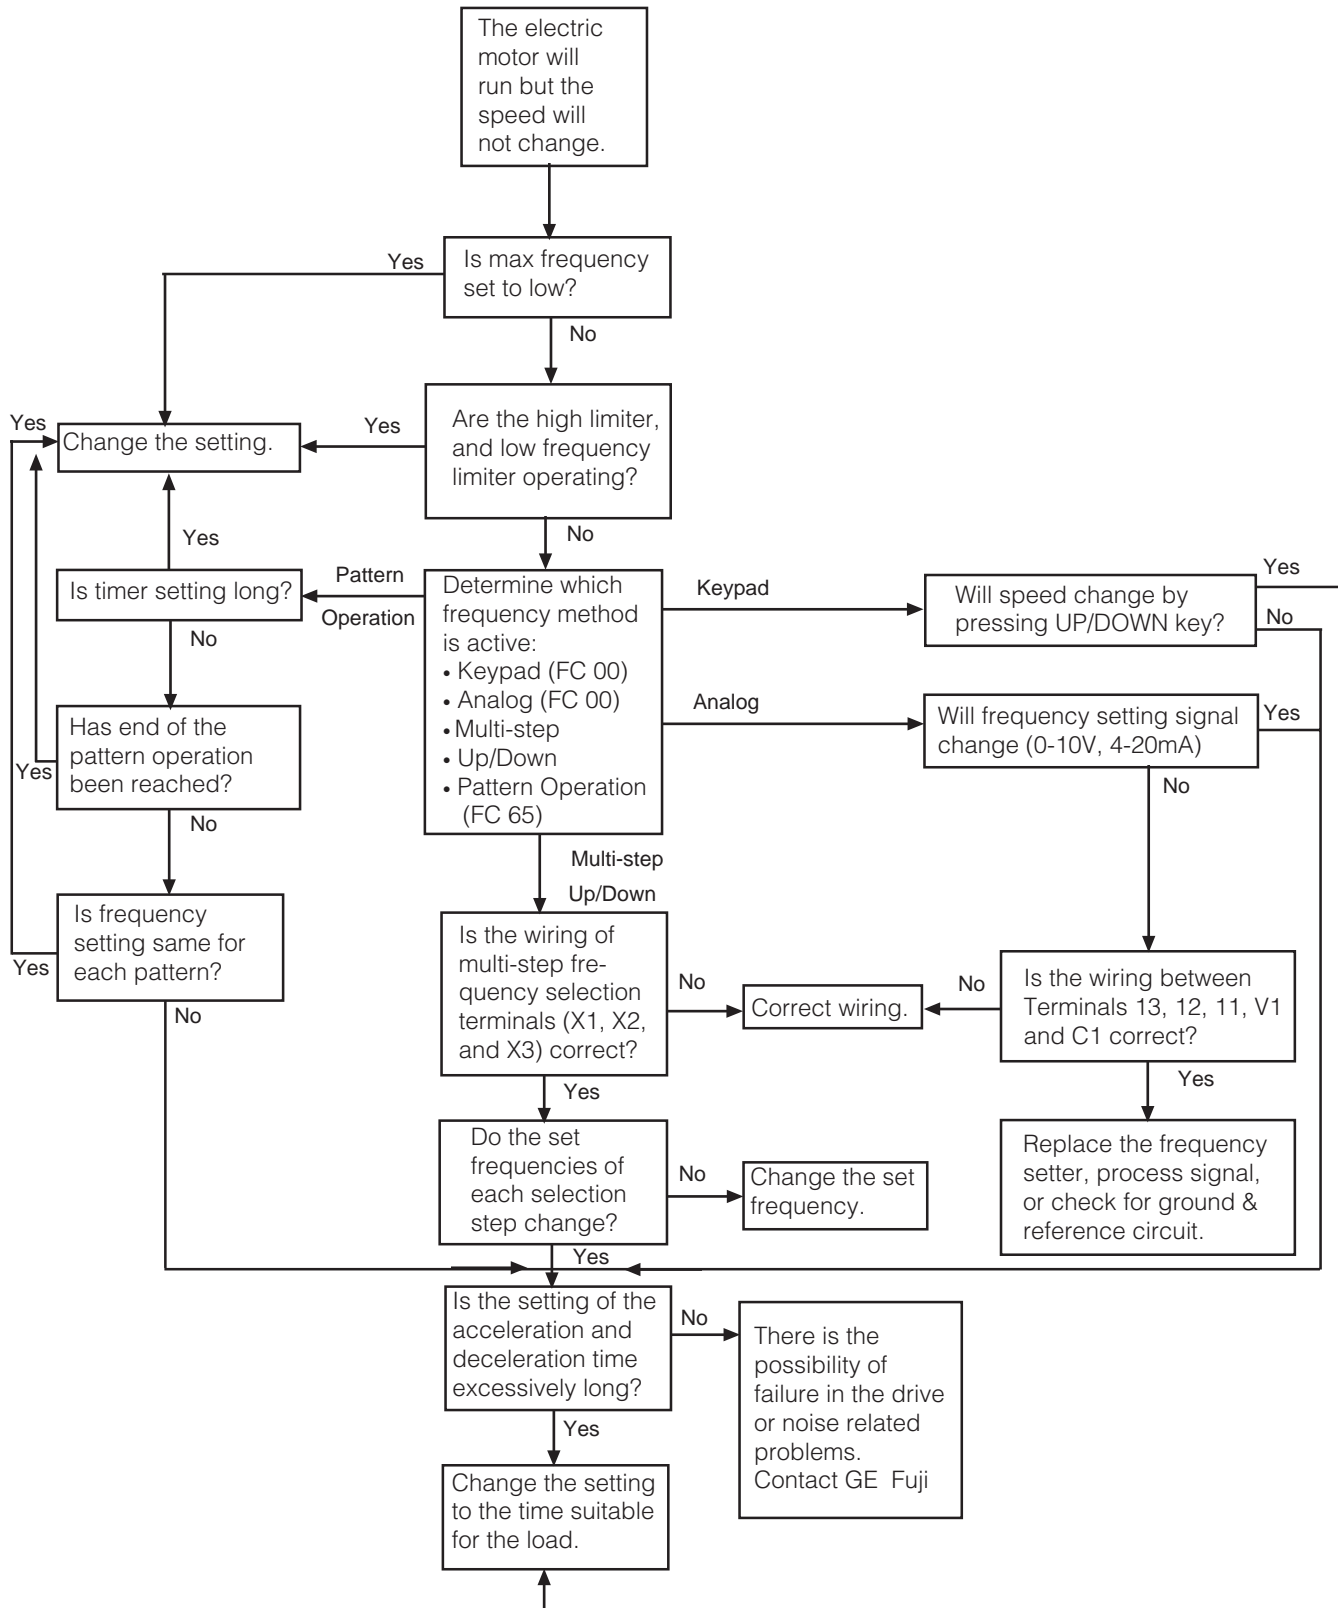 The electric
motor will
run but the
speed will
not change.
Yes
Is max frequency
set to low?
No
Are the high limiter,
and low frequency
limiter operating?
Yes
Yes
Change the setting.
No
Yes
Is timer setting long?
Pattern
Operation
Determine which
frequency method
is active:
• Keypad (FC 00)
• Analog (FC 00)
• Multi-step
• Up/Down
• Pattern Operation
(FC 65)
Keypad
Will speed change by
pressing UP/DOWN key?
Yes
No
No
Analog
Will frequency setting signal
change (0-10V, 4-20mA)
Yes
No
Has end of the
pattern operation
been reached?
Yes
No
Multi-step
Up/Down
Is frequency
setting same for
each pattern?
Yes
No
Is the wiring of
multi-step fre-
quency selection
terminals (X1, X2,
and X3) correct?
No
Correct wiring.
No
Is the wiring between
Terminals 13, 12, 11, V1
and C1 correct?
Yes
Yes
Do the set
frequencies of
each selection
step change?
No
Change the set
frequency.
Replace the frequency
setter, process signal,
or check for ground &
reference circuit.
Yes
Is the setting of the
acceleration and
deceleration time
excessively long?
No
There is the
possibility of
failure in the drive
or noise related
problems.
Contact GE Fuji
Yes
Change the setting
to the time suitable
for the load.